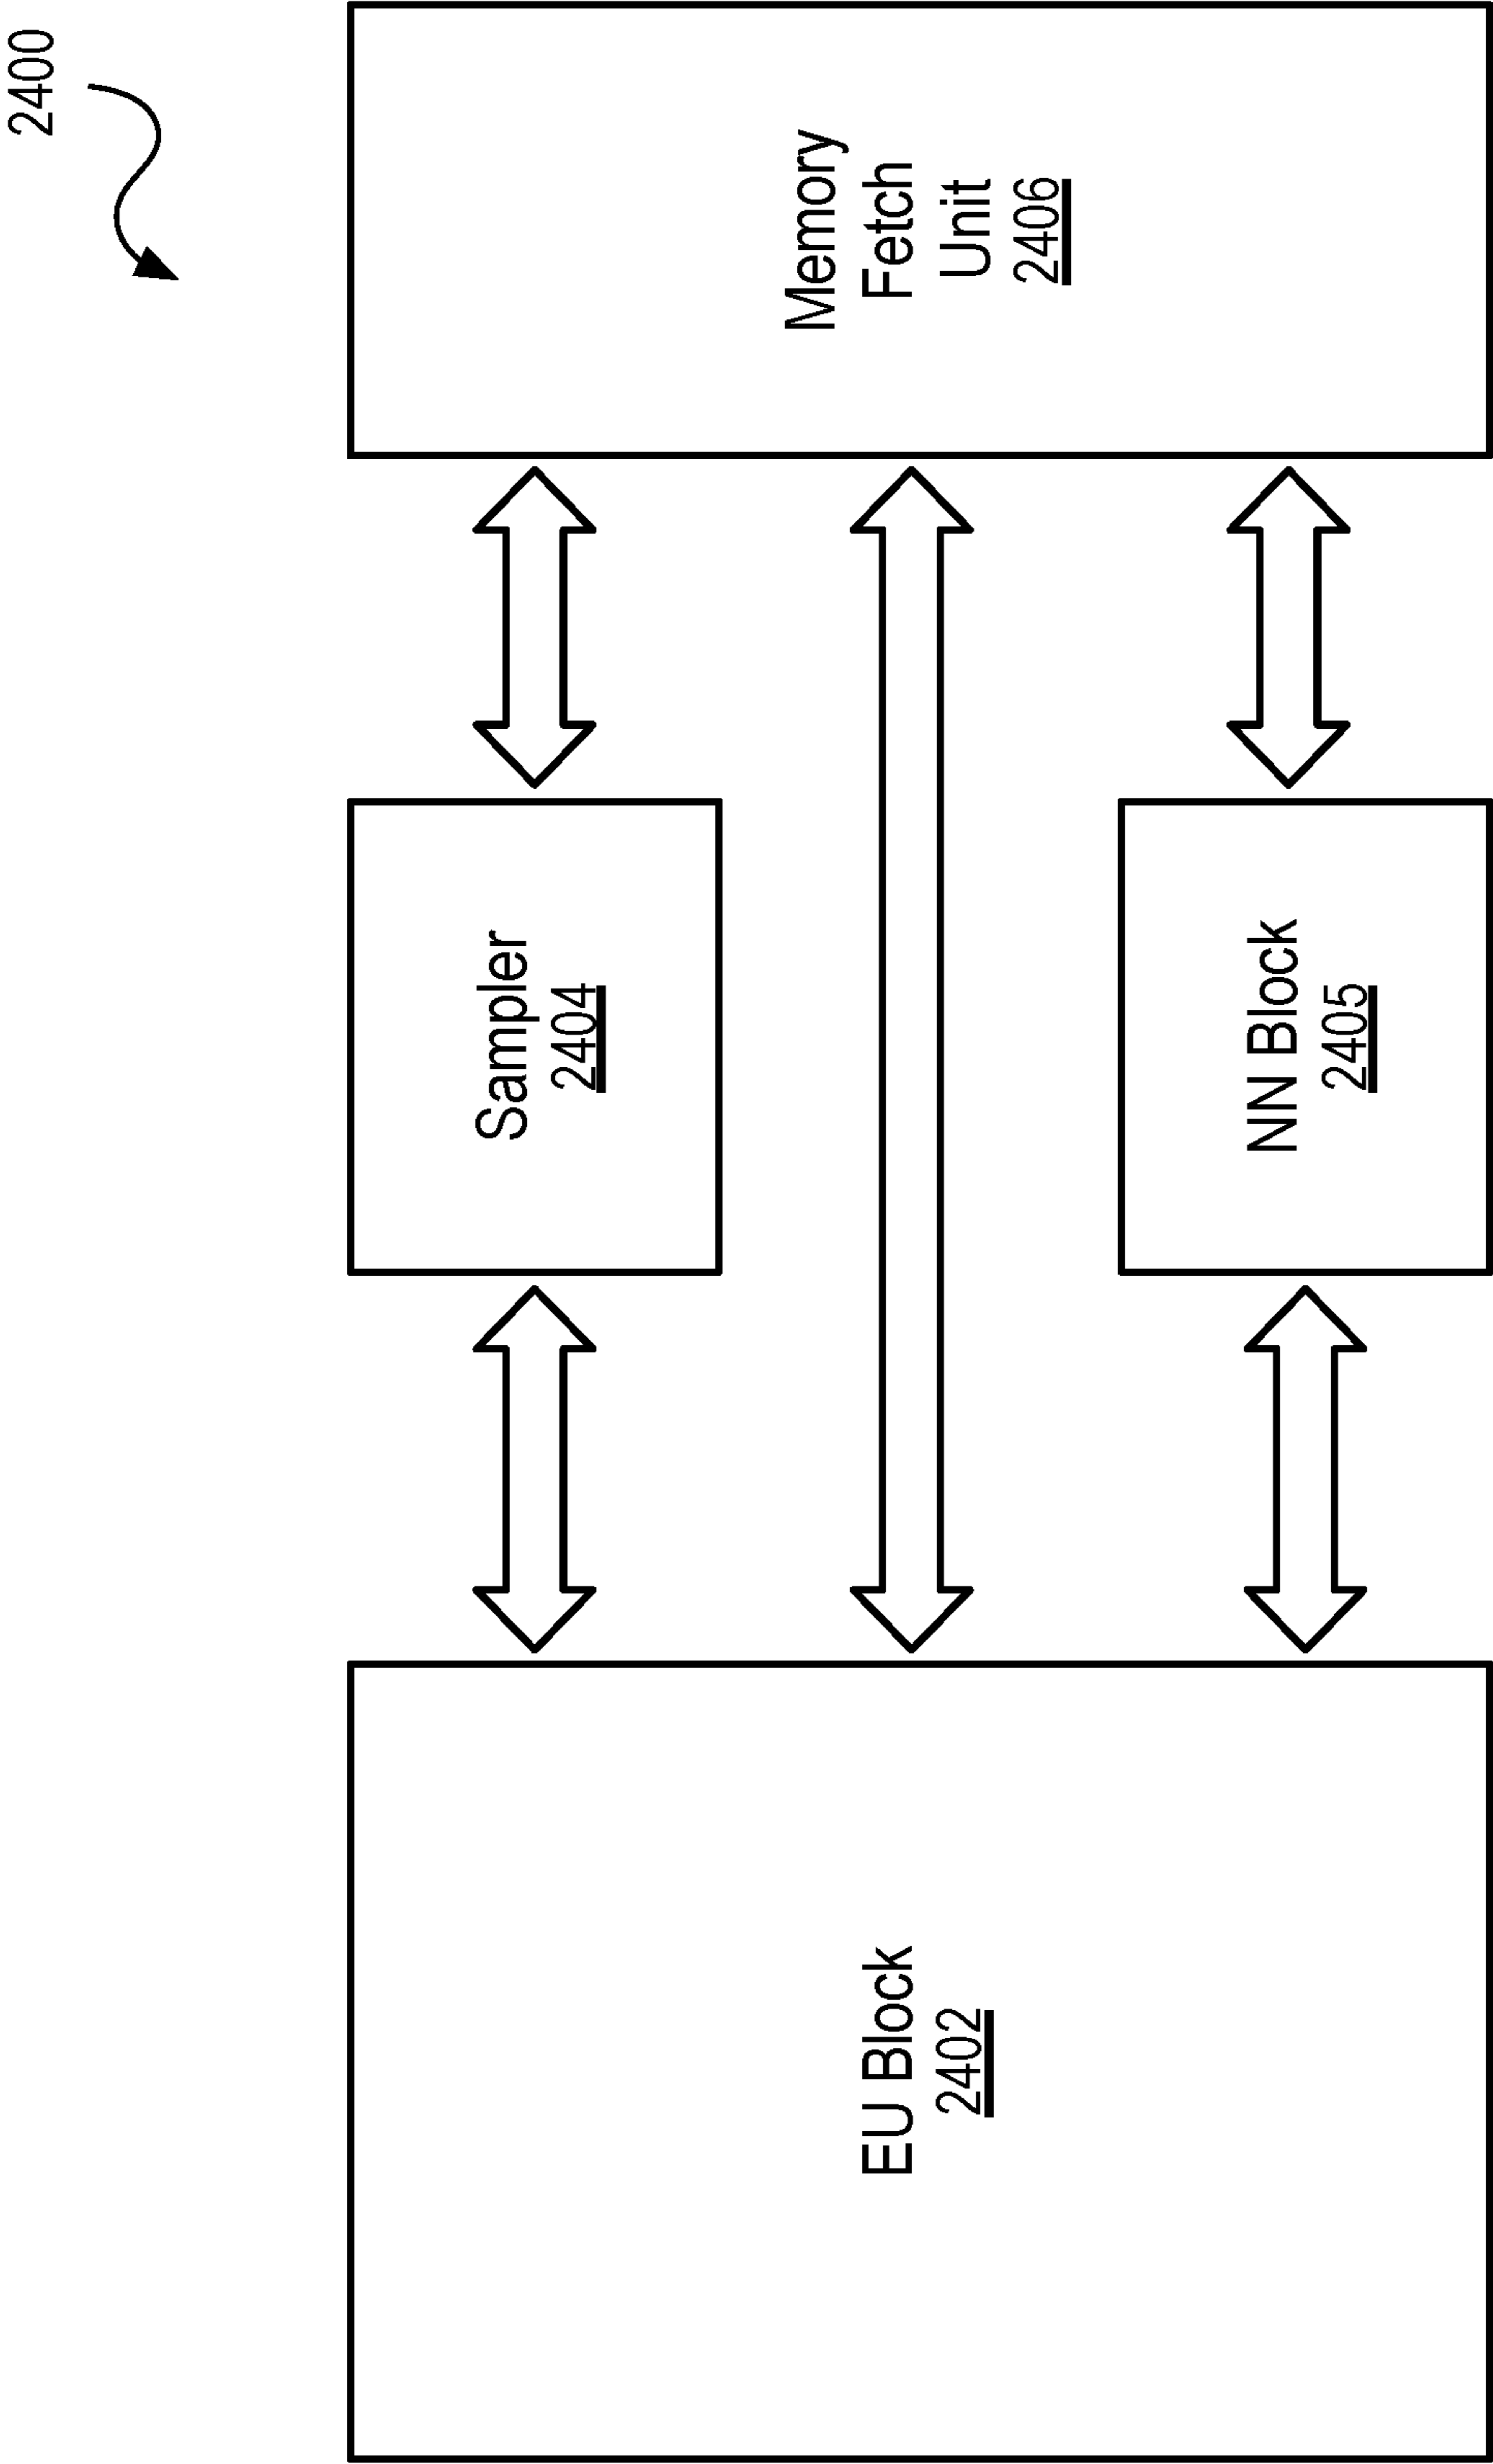 2400
EU Block
2402
Sampler
2404
NN Block
2405
Memory
Fetch
Unit
2406